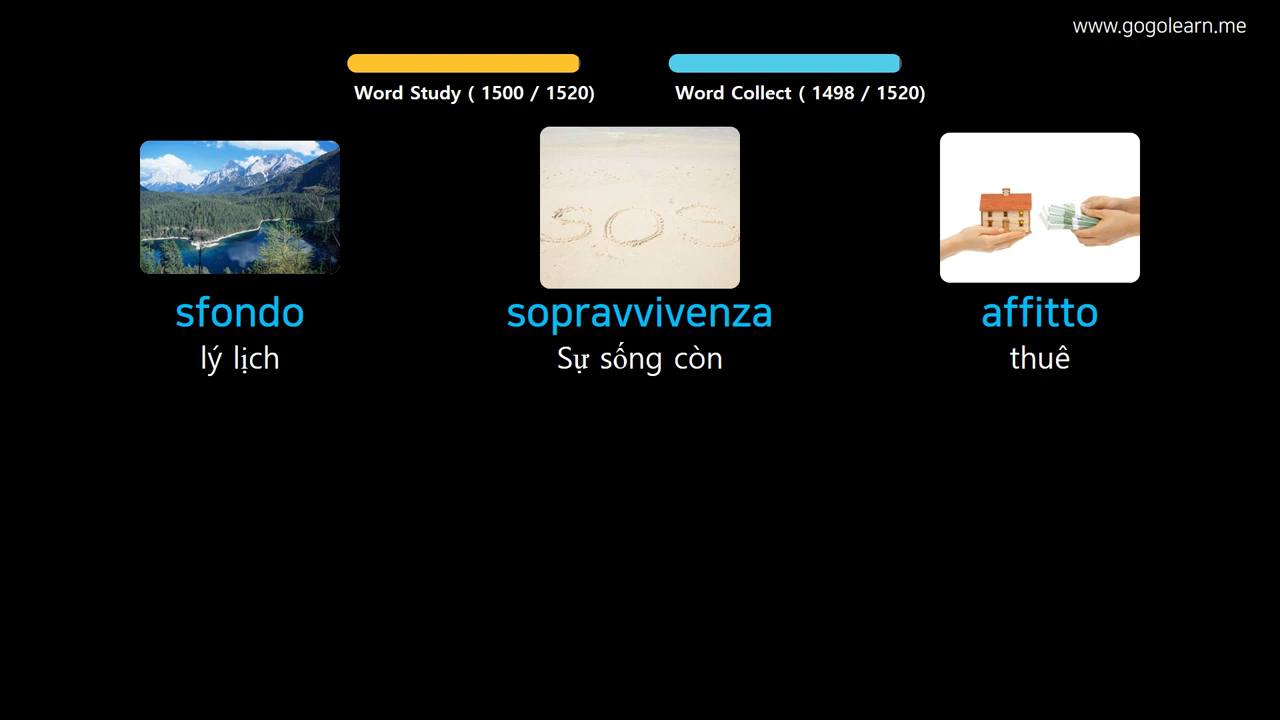 www.gogolearn.me
Word Study ( 1500 / 1520)
Word Collect ( 1498 / 1520)
SOS
sfondo
sopravvivenza
affitto
lý lịch
Sự sống còn
thuê